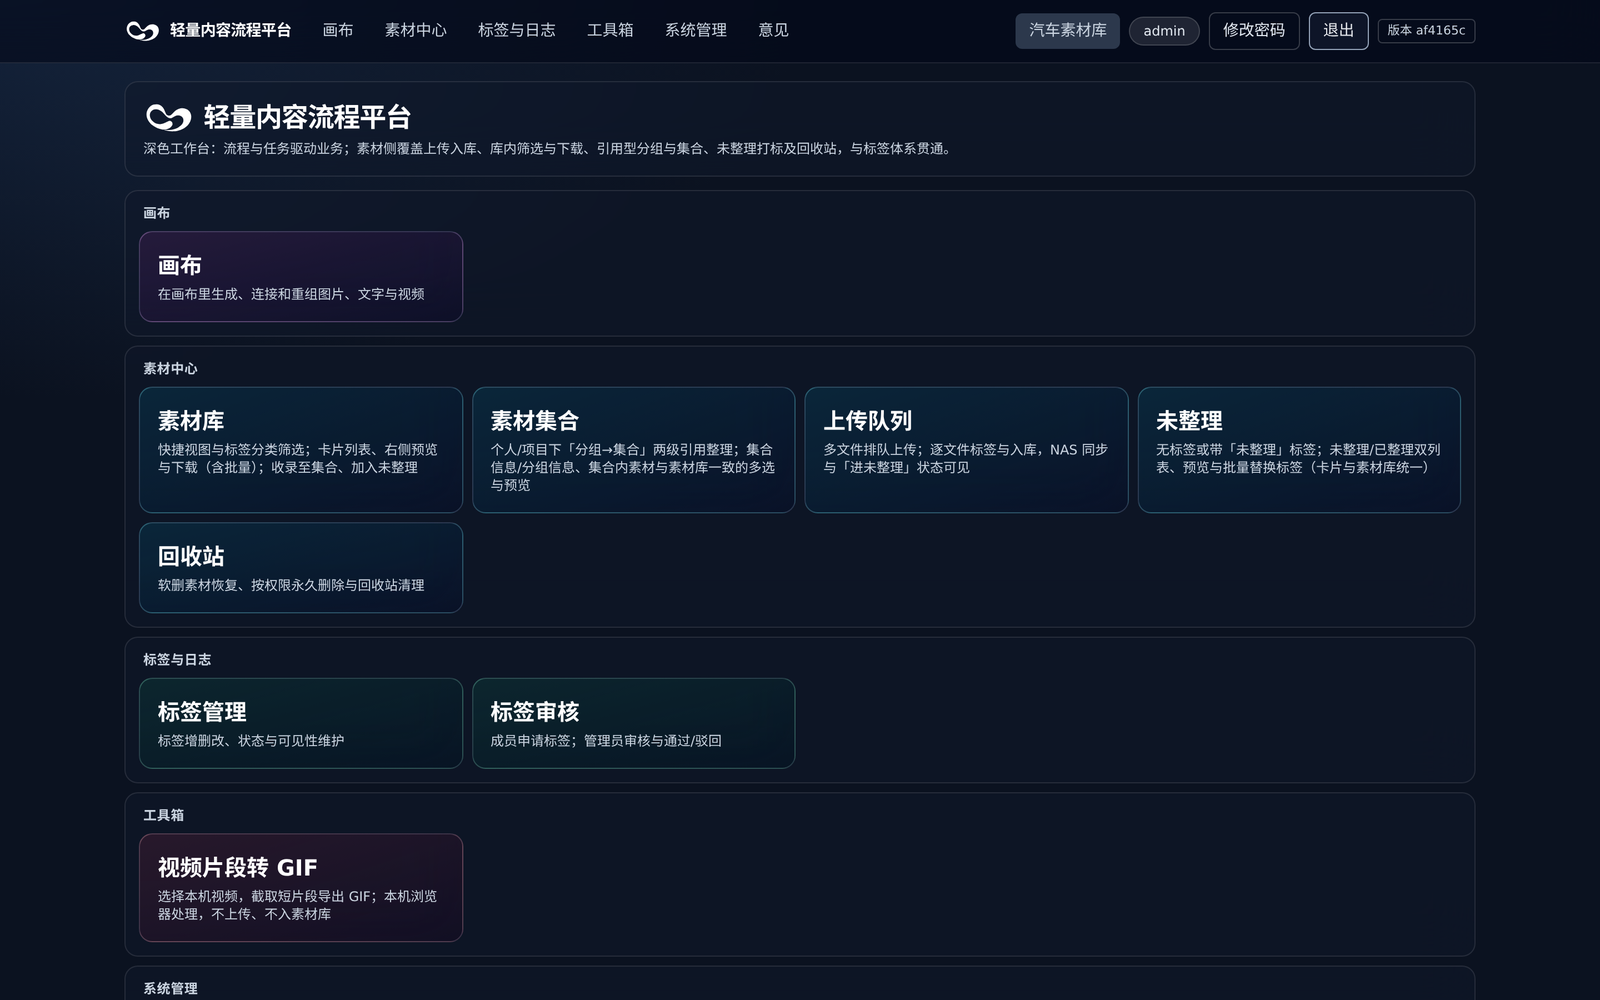 轻量内容流程平台 画布 素材中心 标签与日志 工具箱 系统管理 意见 汽车素材库 admin 修改密码 退出 版本 af4165c
轻量内容流程平台
深色工作台：流程与任务驱动业务；素材侧覆盖上传入库、库内筛选与下载、引用型分组与集合、未整理打标及回收站，与标签体系贯通。
画布
画布
在画布里生成、连接和重组图片、文字与视频
素材中心
素材库
快捷视图与标签分类筛选；卡片列表、右侧预览
与下载（含批量）；收录至集合、加入未整理
素材集合
个人/项目下「分组→集合」两级引用整理；集合
信息/分组信息、集合内素材与素材库一致的多选
与预览
上传队列
多文件排队上传；逐文件标签与入库，NAS 同步
与「进未整理」状态可见
未整理
无标签或带「未整理」标签；未整理/已整理双列
表、预览与批量替换标签（卡片与素材库统一）
回收站
软删素材恢复、按权限永久删除与回收站清理
标签与日志
标签管理
标签增删改、状态与可见性维护
标签审核
成员申请标签；管理员审核与通过/驳回
工具箱
视频片段转 GIF
选择本机视频，截取短片段导出 GIF；本机浏览
器处理，不上传、不入素材库
系统管理